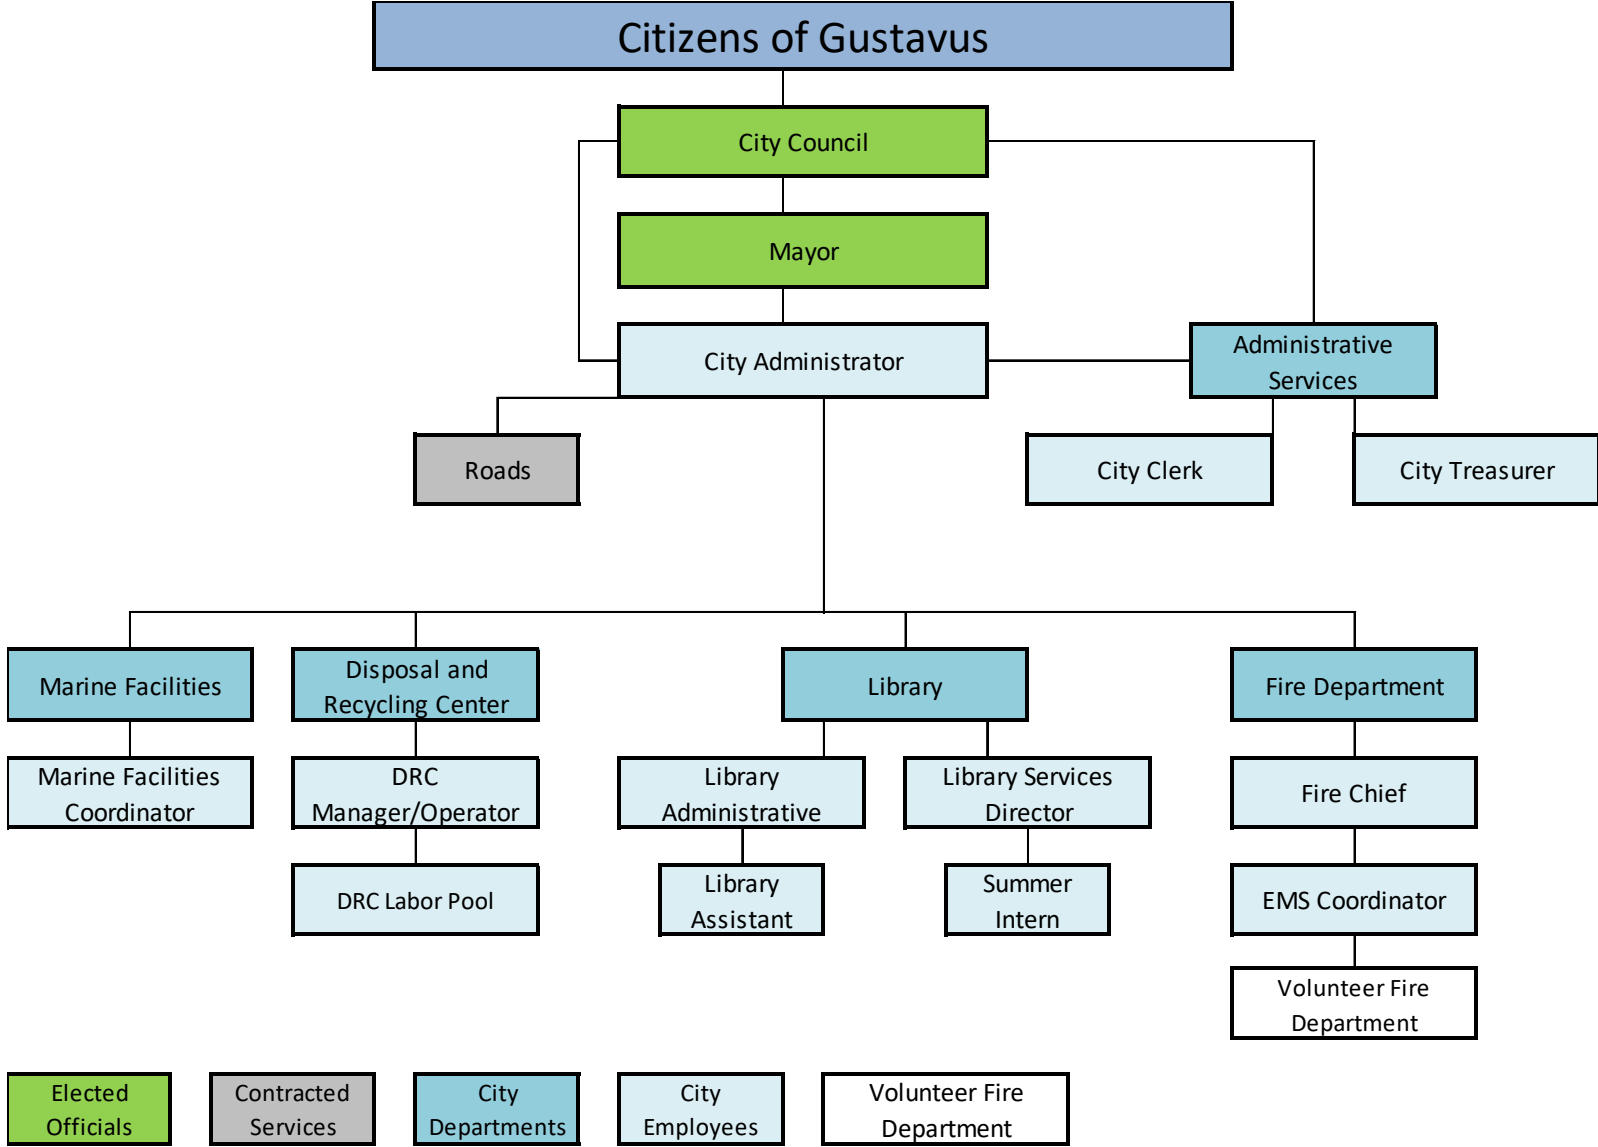 Citizens of Gustavus
City Council
Mayor
City Administrator
Administrative
Services
Roads
City Clerk
City Treasurer
Marine Facilities
Disposal and
Recycling Center
Library
Fire Department
Marine Facilities
Coordinator
DRC
Manager/Operator
Library
Administrative
Library Services
Director
Fire Chief
DRC Labor Pool
Library
Assistant
Summer
Intern
EMS Coordinator
Volunteer Fire
Department
Elected
Officials
Contracted
Services
City
Departments
City
Employees
Volunteer Fire
Department